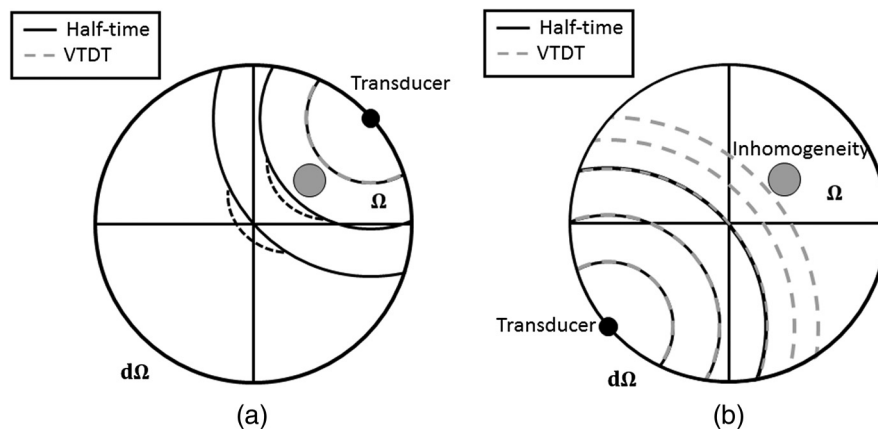 Half-time
VTDT
Transducer
Ω
dΩ
(a)
Half-time
VTDT
Inhomogeneity
Ω
Transducer
dΩ
(b)